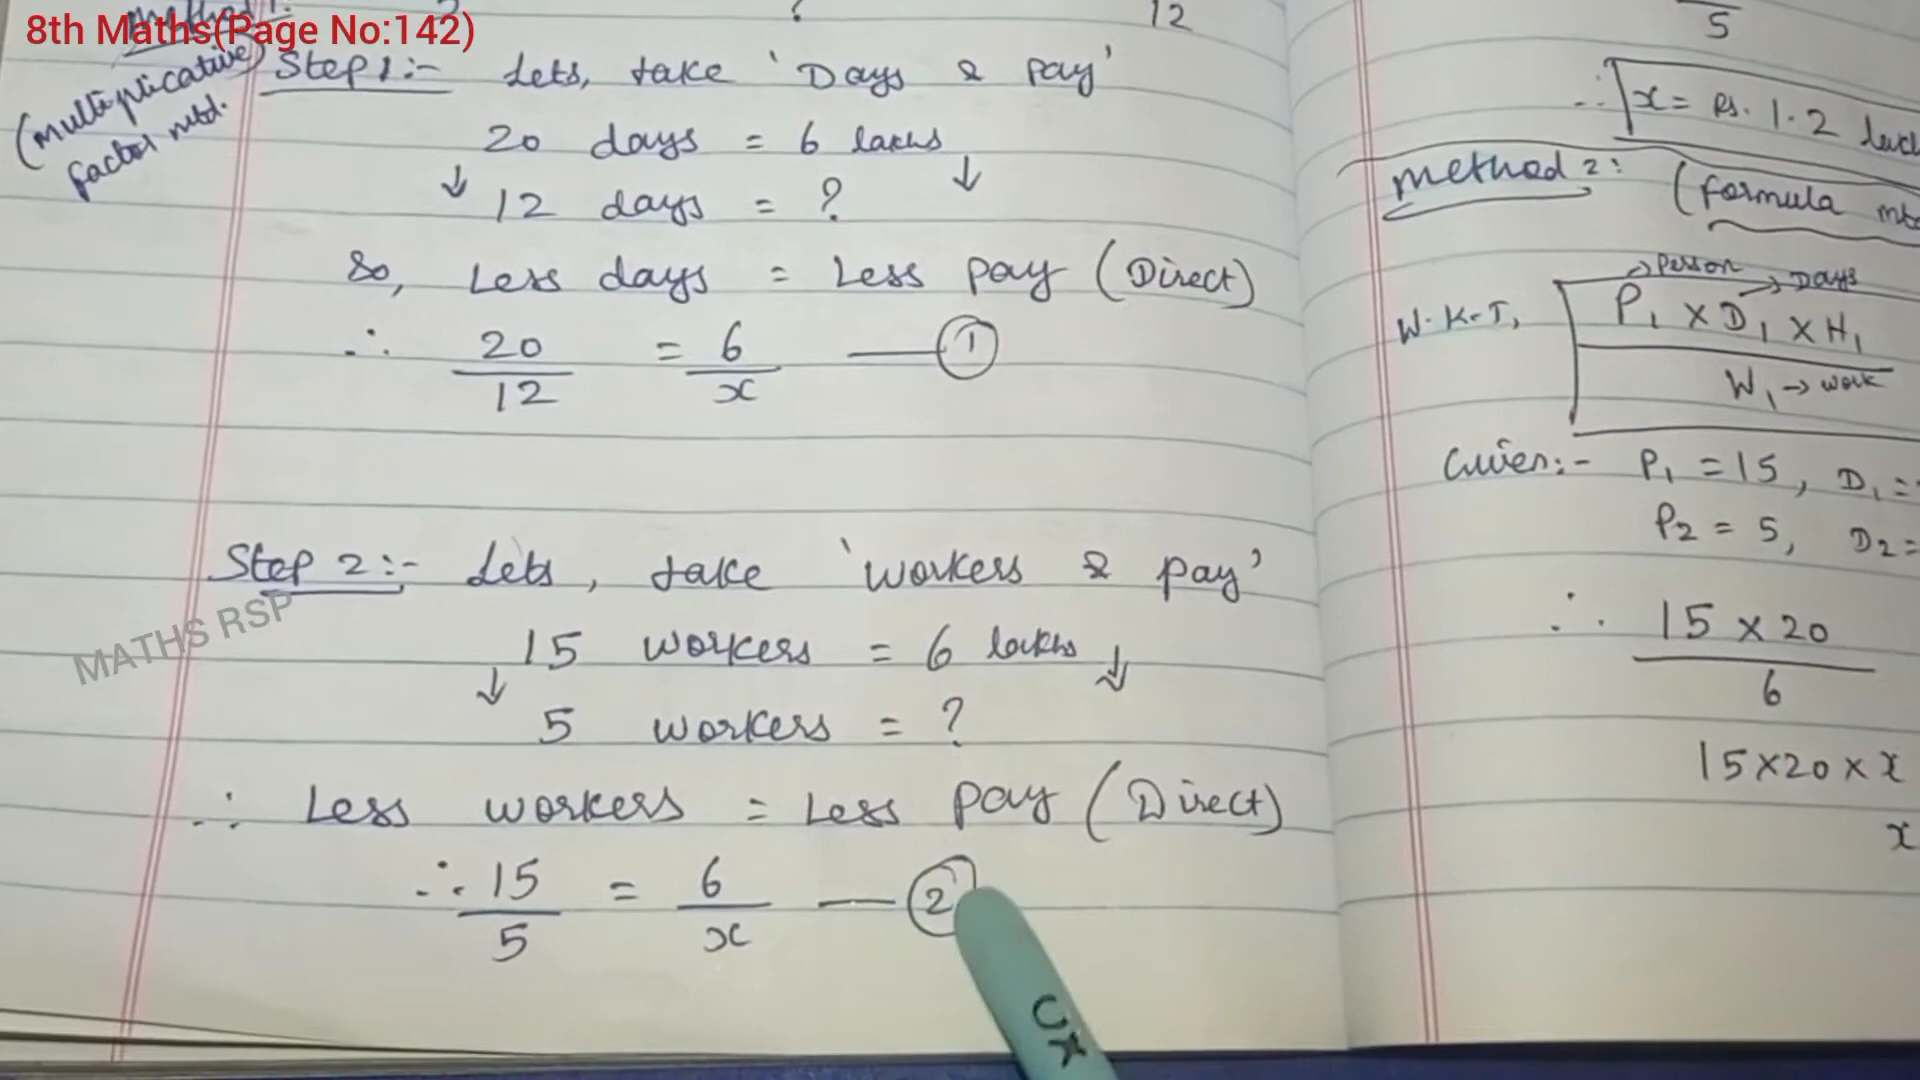 8th Maths(Page No:142)
12
(Multiplicative
factor mtd.
Step 1:- Lets, take 'Days & pay'
20 days = 6 lakhs
↓ 12 days = ? ↓
So, Less days = Less pay (Direct)
∴ 20/12 = 6/x — ①
Step 2:- Lets, take 'workers & pay'
MATHS RSP
15 workers = 6 lakhs
↓ 5 workers = ? ↓
∴ Less workers = Less pay (Direct)
∴ 15/5 = 6/x — ②
UX
5
∴ x = Rs. 1.2
Method 2: (formula
→ person → Days
W.K.T, P₁ × D₁ × H₁
W₁ → work
Given:- P₁ = 15, D₁ =
P₂ = 5, D₂ =
∴ 15 × 20
6
15×20×x
x